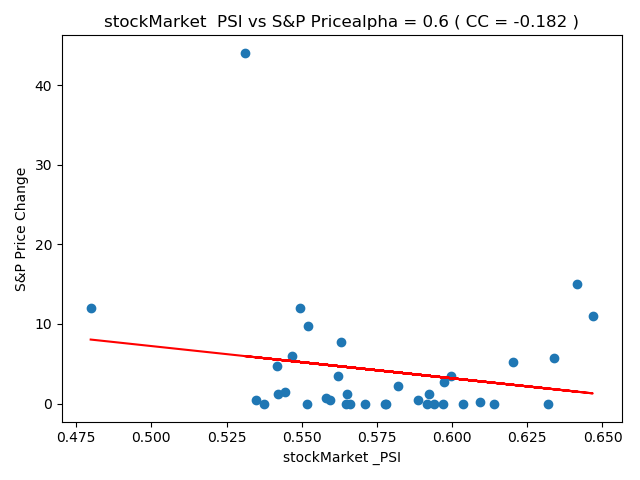 stockMarket  PSI vs S&P Pricealpha = 0.6 ( CC = -0.182 )
S&P Price Change
40
30
20
10
0
0.475 0.500 0.525 0.550 0.575 0.600 0.625 0.650
stockMarket _PSI